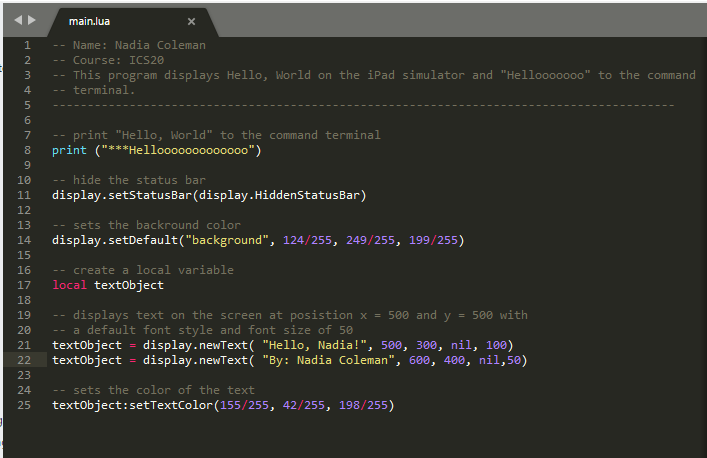 main.lua
1 -- Name: Nadia Coleman
2 -- Course: ICS20
3 -- This program displays Hello, World on the iPad simulator and "Hellooooooo" to the command
4 -- terminal.
5 -----------------------------------------------------------------------------------------
6
7 -- print "Hello, World" to the command terminal
8 print ("***Helloooooooooooooo")
9
10 -- hide the status bar
11 display.setStatusBar(display.HiddenStatusBar)
12
13 -- sets the backround color
14 display.setDefault("background", 124/255, 249/255, 199/255)
15
16 -- create a local variable
17 local textObject
18
19 -- displays text on the screen at posistion x = 500 and y = 500 with
20 -- a default font style and font size of 50
21 textObject = display.newText( "Hello, Nadia!", 500, 300, nil, 100)
22 textObject = display.newText( "By: Nadia Coleman", 600, 400, nil,50)
23
24 -- sets the color of the text
25 textObject:setTextColor(155/255, 42/255, 198/255)